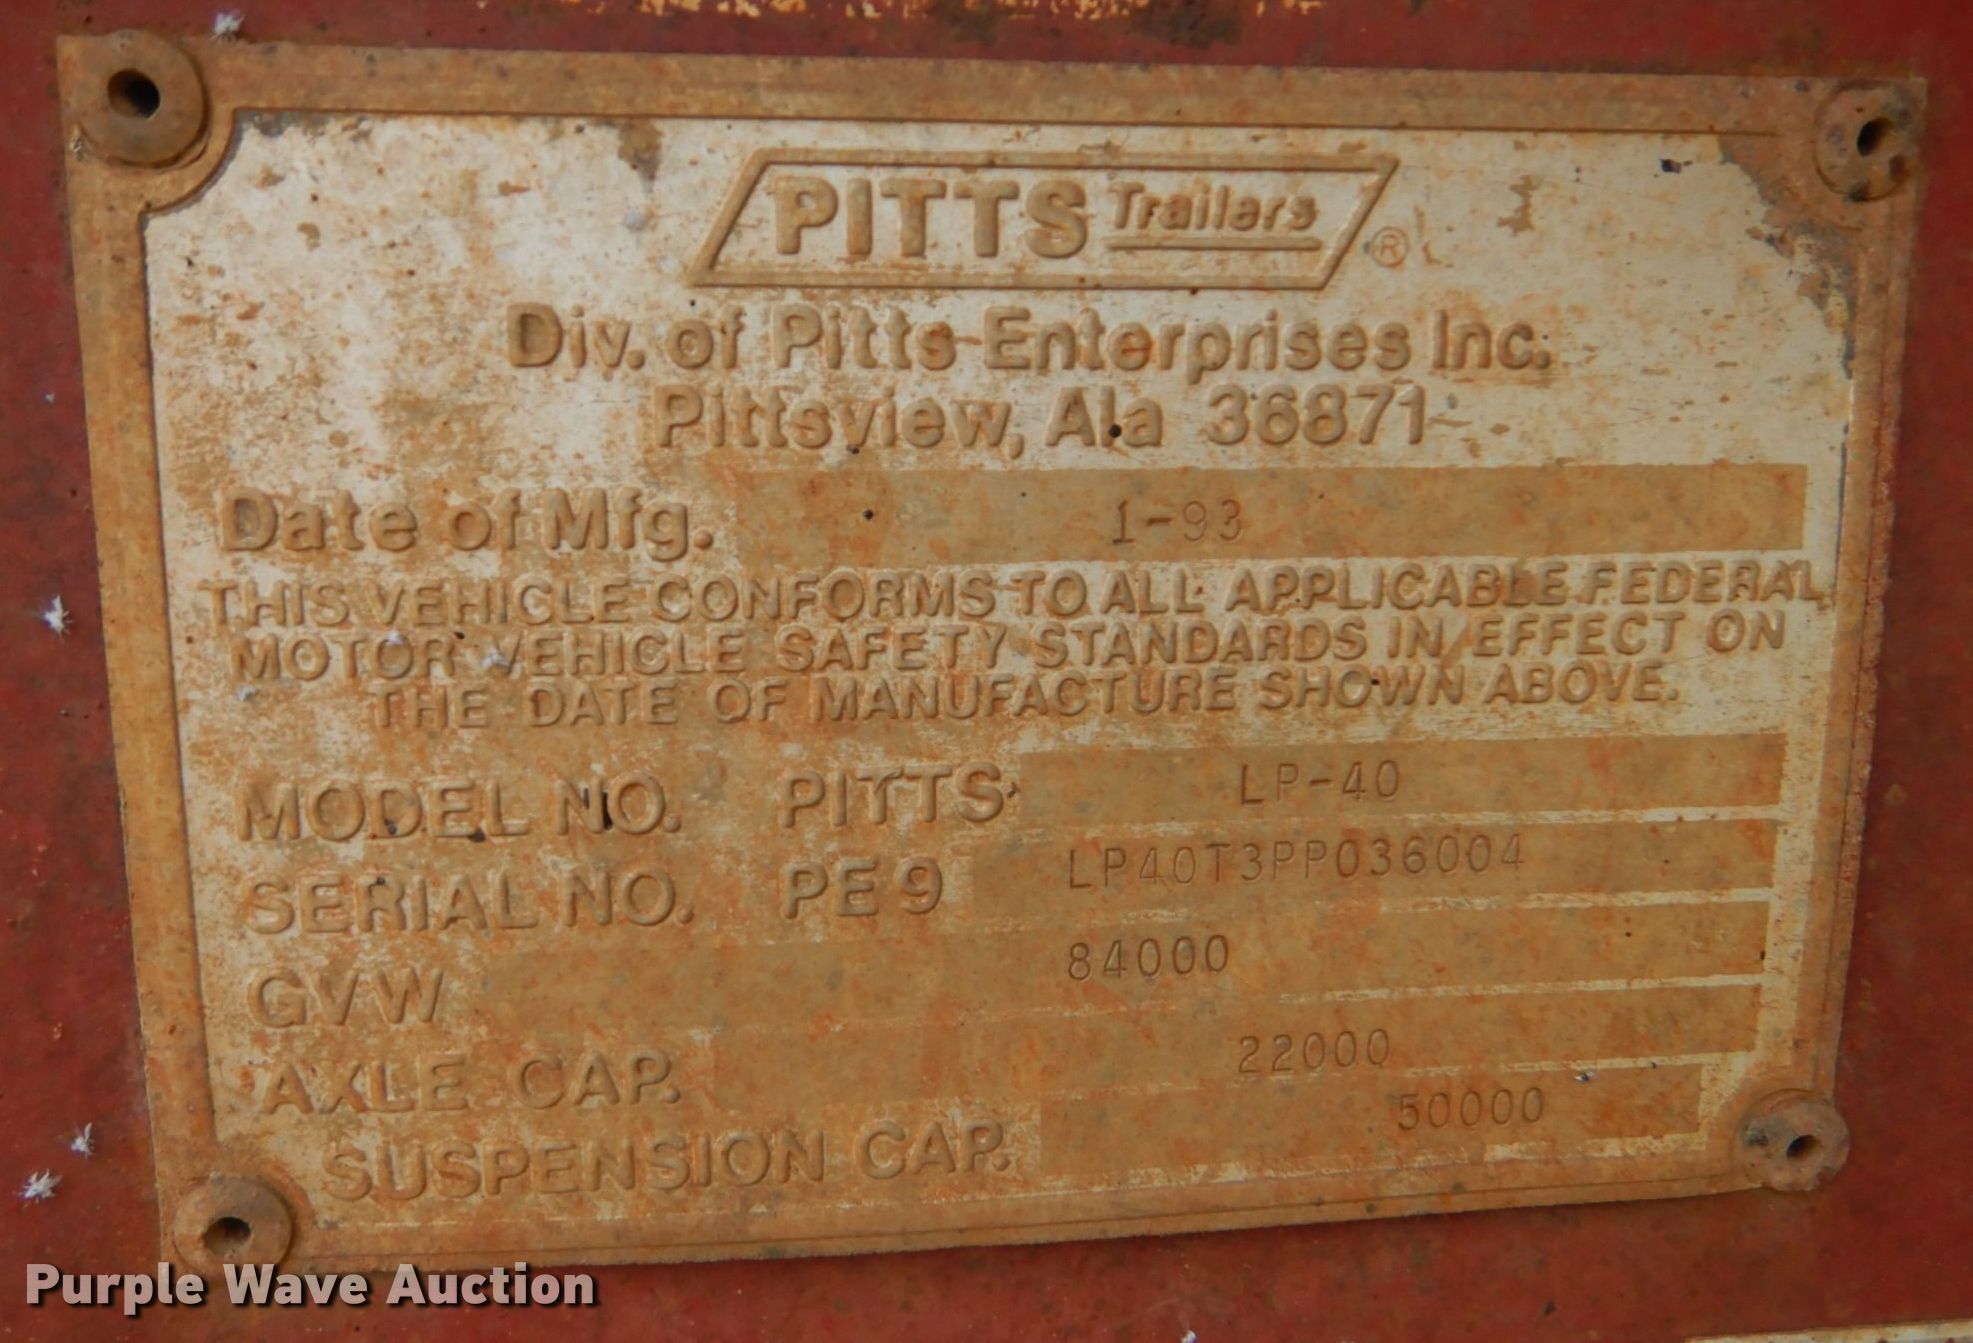 PITTS Trailers ®
Div. of Pitts Enterprises Inc.
Pittsview, Ala 36871
Date of Mfg. 1-93
THIS VEHICLE CONFORMS TO ALL APPLICABLE FEDERAL
MOTOR VEHICLE SAFETY STANDARDS IN EFFECT ON
THE DATE OF MANUFACTURE SHOWN ABOVE.
MODEL NO. PITTS LP-40
SERIAL NO. PE9 LP40T3PP036004
GVW 84000
AXLE CAP. 22000
SUSPENSION CAP. 50000
Purple Wave Auction